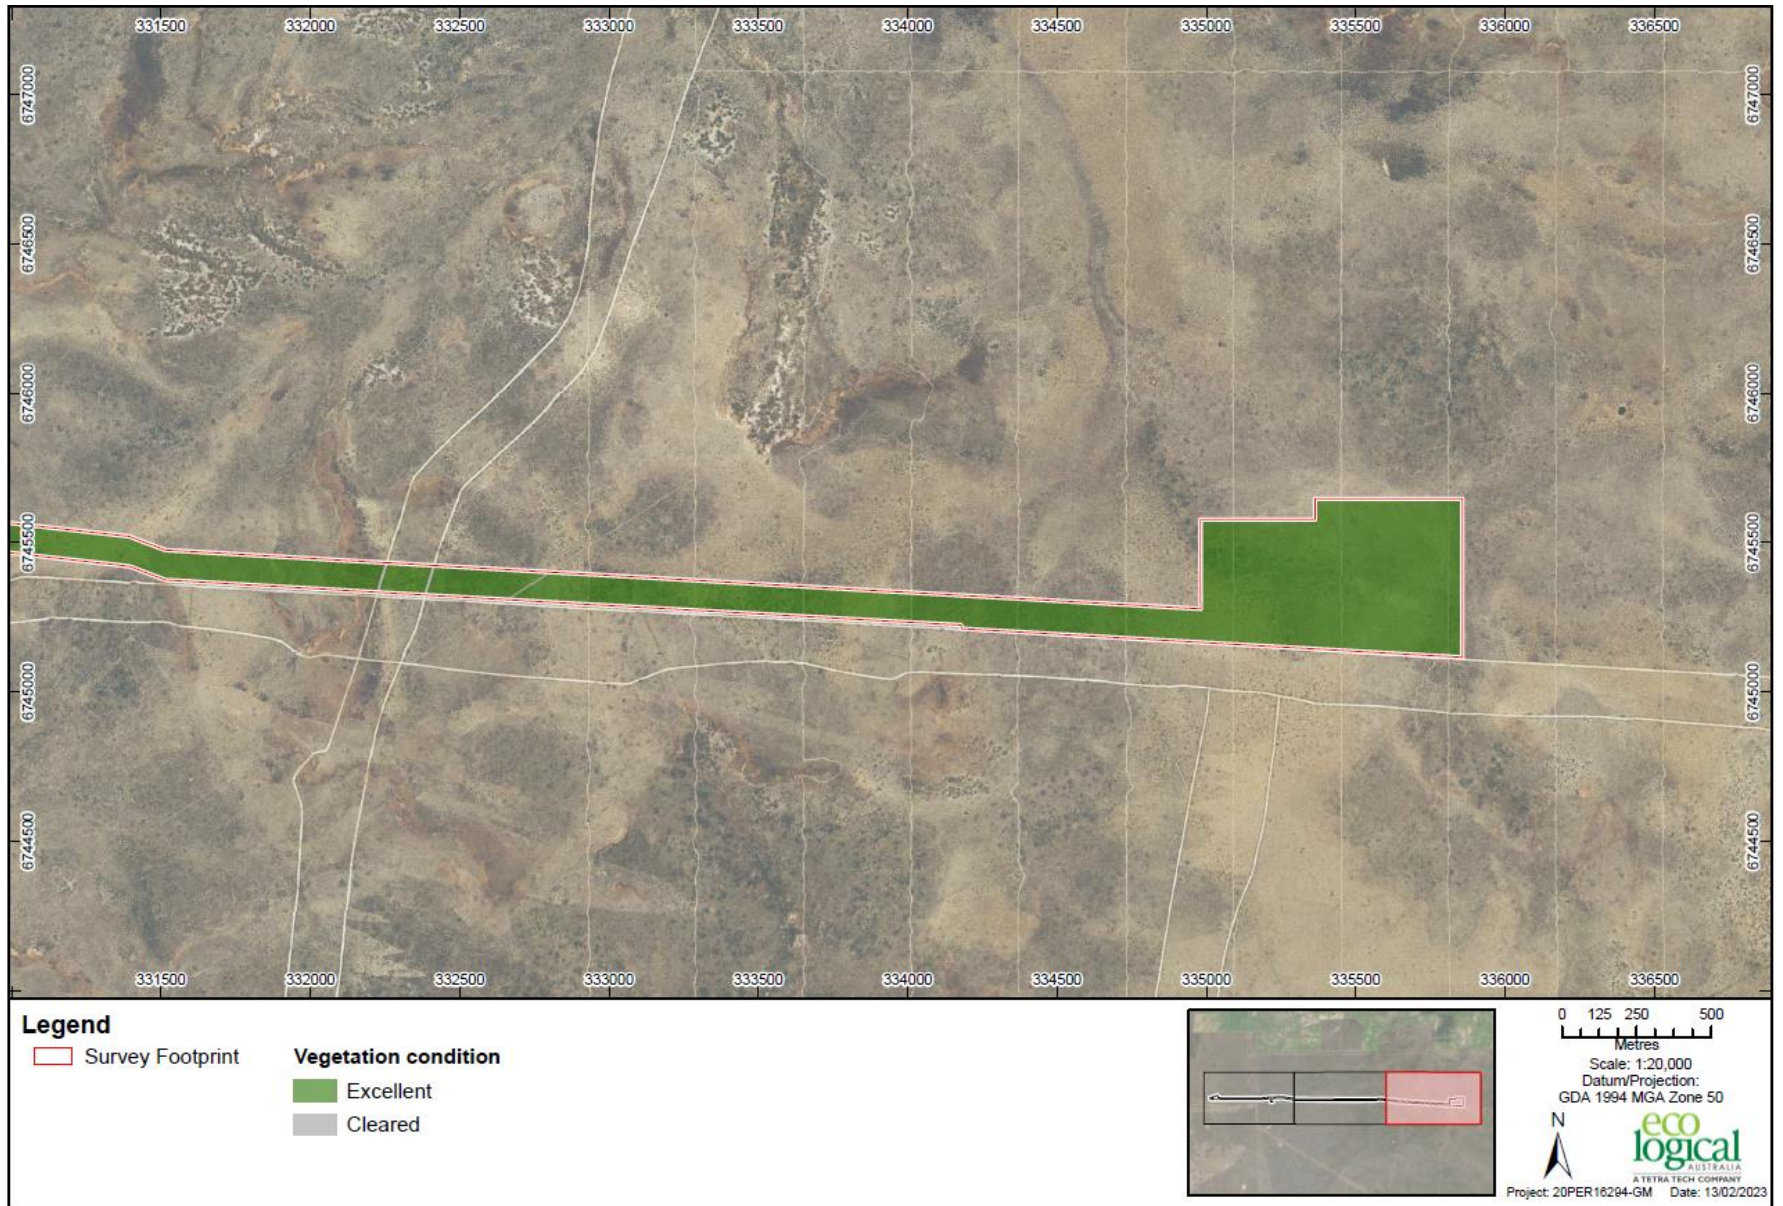 331500 332000 332500 333000 333500 334000 334500 335000 335500 336000 336500
6747000 6747000
6746500 6746500
6746000 6746000
6745500 6745500
6745000 6745000
6744500 6744500
331500 332000 332500 333000 333500 334000 334500 335000 335500 336000 336500
Legend
Survey Footprint
Vegetation condition
Excellent
Cleared
0 125 250 500
Metres
Scale: 1:20,000
Datum/Projection:
GDA 1994 MGA Zone 50
N
eco
logical
AUSTRALIA
A TETRA TECH COMPANY
Project: 20PER16294-GM Date: 13/02/2023